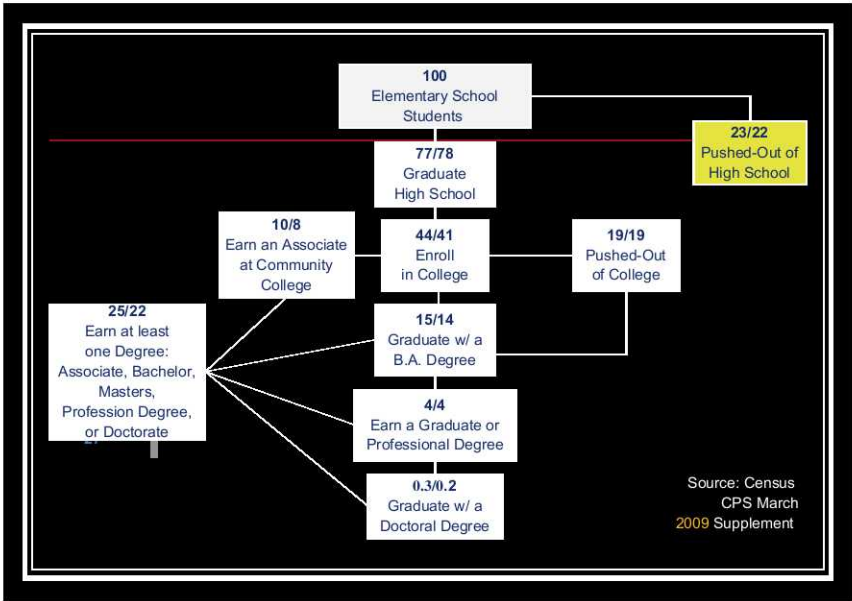 100
Elementary School
Students
23/22
Pushed-Out of
High School
77/78
Graduate
High School
10/8
Earn an Associate
at Community
College
44/41
Enroll
in College
19/19
Pushed-Out
of College
25/22
Earn at least
one Degree:
Associate, Bachelor,
Masters,
Profession Degree,
or Doctorate
15/14
Graduate w/ a
B.A. Degree
4/4
Earn a Graduate or
Professional Degree
0.3/0.2
Graduate w/ a
Doctoral Degree
Source: Census
CPS March
2009 Supplement